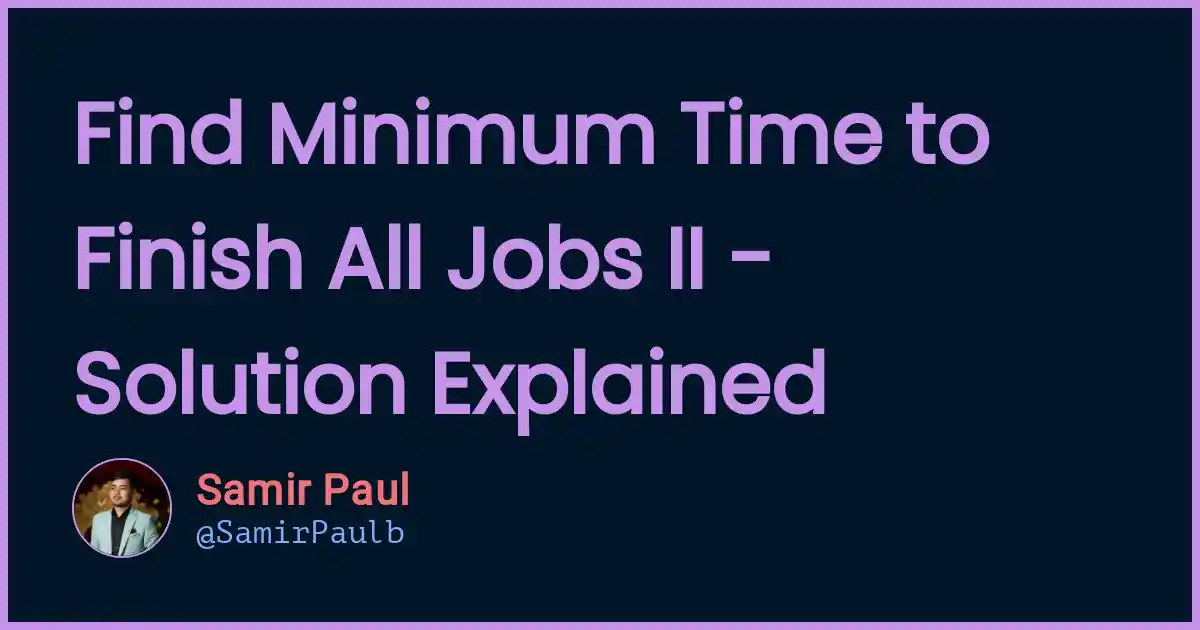 Find Minimum Time to
Finish All Jobs II -
Solution Explained
Samir Paul
@SamirPaulb